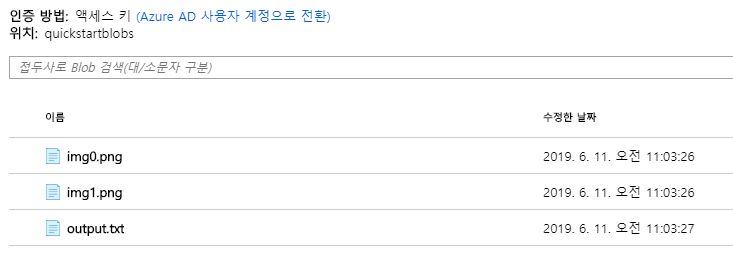 인증 방법: 액세스 키 (Azure AD 사용자 계정으로 전환)
위치: quickstartblobs
접두사로 Blob 검색(대/소문자 구분)
이름 수정한 날짜
img0.png 2019. 6. 11. 오전 11:03:26
img1.png 2019. 6. 11. 오전 11:03:26
output.txt 2019. 6. 11. 오전 11:03:27